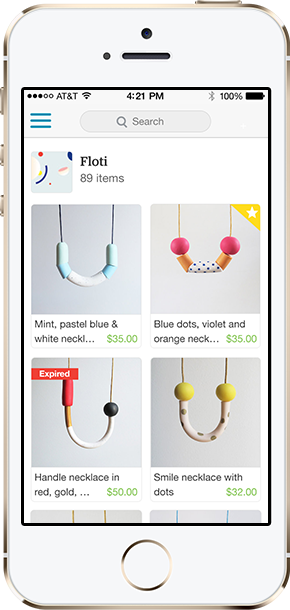 AT&T 4:21 PM 100%
Search
Floti
89 items
Mint, pastel blue &
white neckl... $35.00
Blue dots, violet and
orange neck... $35.00
Expired
Handle necklace in
red, gold, ... $50.00
Smile necklace with
dots $32.00